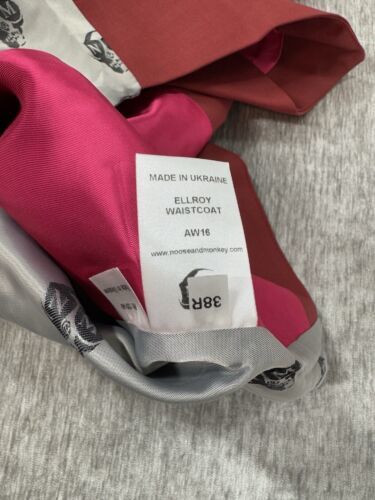 MADE IN UKRAINE
ELLROY
WAISTCOAT
AW16
www.nooseandmonkey.com
38R